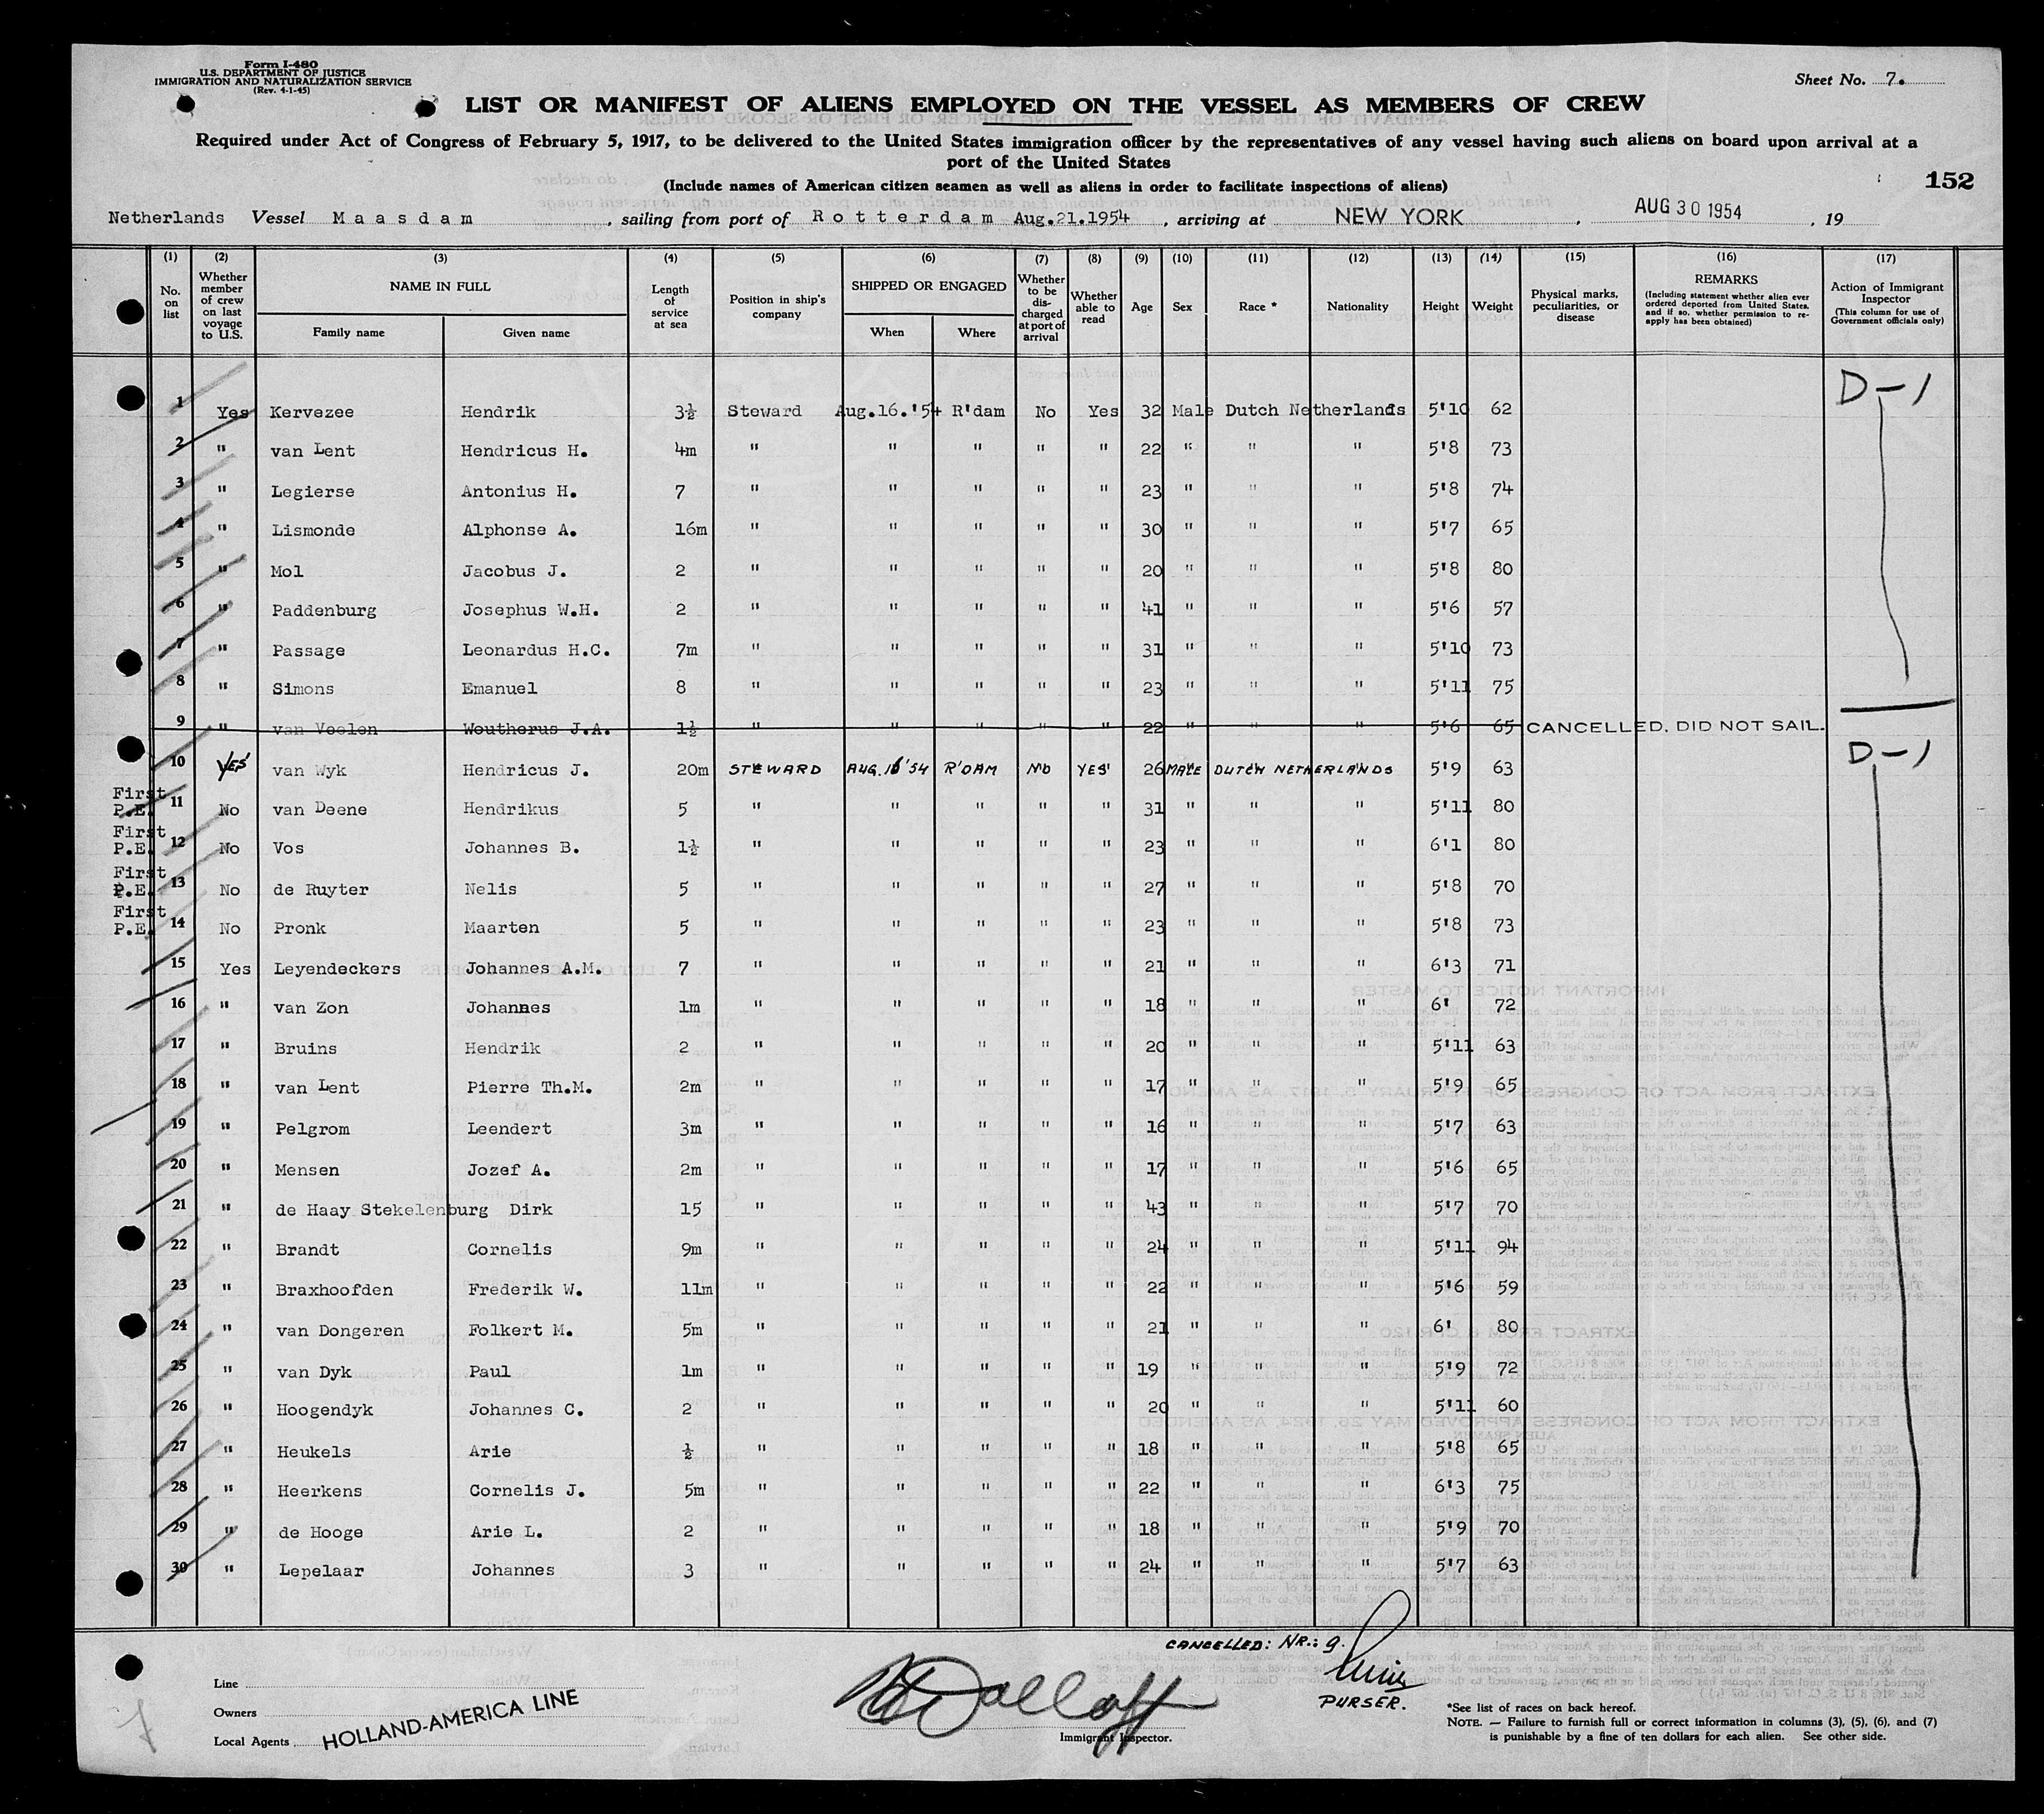 Form I-480
U.S. DEPARTMENT OF JUSTICE
IMMIGRATION AND NATURALIZATION SERVICE
(Rev. 4-1-45)
Sheet No. 7.
LIST OR MANIFEST OF ALIENS EMPLOYED ON THE VESSEL AS MEMBERS OF CREW
Required under Act of Congress of February 5, 1917, to be delivered to the United States immigration officer by the representatives of any vessel having such aliens on board upon arrival at a
port of the United States
(Include names of American citizen seamen as well as aliens in order to facilitate inspections of aliens)
152
Netherlands Vessel Maasdam, sailing from port of Rotterdam Aug.21.1954, arriving at NEW YORK, AUG 30 1954, 19
(1) No. on list (2) Whether member of crew on last voyage to U.S. (3) NAME IN FULL Family name Given name (4) Length of service at sea (5) Position in ship's company (6) SHIPPED OR ENGAGED When Where (7) Whether to be discharged at port of arrival (8) Whether able to read (9) Age (10) Sex (11) Race * (12) Nationality (13) Height (14) Weight (15) Physical marks, peculiarities, or disease (16) REMARKS (Including statement whether alien ever ordered deported from United States, and if so, whether permission to re-apply has been obtained) (17) Action of Immigrant Inspector (This column for use of Government officials only)
1 Yes Kervezee Hendrik 3½ Steward Aug.16.'54 R'dam No Yes 32 Male Dutch Netherlands 5'10 62 D-1
2 " van Lent Hendricus H. 4m " " " " " 22 " " " 5'8 73
3 " Legierse Antonius H. 7 " " " " " 23 " " " 5'8 74
4 " Lismonde Alphonse A. 16m " " " " " 30 " " " 5'7 65
5 " Mol Jacobus J. 2 " " " " " 20 " " " 5'8 80
6 " Paddenburg Josephus W.H. 2 " " " " " 41 " " " 5'6 57
7 " Passage Leonardus H.C. 7m " " " " " 31 " " " 5'10 73
8 " Simons Emanuel 8 " " " " " 23 " " " 5'11 75
9 " van Veelen Woutherus J.A. 1½ " " " " " 22 " " " 5'6 65 CANCELLED, DID NOT SAIL.
10 YES van Wyk Hendricus J. 20m STEWARD AUG.16'54 R'DAM NO YES 26 MALE DUTCH NETHERLANDS 5'9 63 D-1
First P.E. 11 No van Deene Hendrikus 5 " " " " " 31 " " " 5'11 80
First P.E. 12 No Vos Johannes B. 1½ " " " " " 23 " " " 6'1 80
First P.E. 13 No de Ruyter Nelis 5 " " " " " 27 " " " 5'8 70
First P.E. 14 No Pronk Maarten 5 " " " " " 23 " " " 5'8 73
15 Yes Leyendeckers Johannes A.M. 7 " " " " " 21 " " " 6'3 71
16 " van Zon Johannes 1m " " " " " 18 " " " 6' 72
17 " Bruins Hendrik 2 " " " " " 20 " " " 5'11 63
18 " van Lent Pierre Th.M. 2m " " " " " 17 " " " 5'9 65
19 " Pelgrom Leendert 3m " " " " " 16 " " " 5'7 63
20 " Mensen Jozef A. 2m " " " " " 17 " " " 5'6 65
21 " de Haay Stekelenburg Dirk 15 " " " " " 43 " " " 5'7 70
22 " Brandt Cornelis 9m " " " " " 24 " " " 5'11 94
23 " Braxhoofden Frederik W. 11m " " " " " 22 " " " 5'6 59
24 " van Dongeren Folkert M. 5m " " " " " 21 " " " 6' 80
25 " van Dyk Paul 1m " " " " " 19 " " " 5'9 72
26 " Hoogendyk Johannes C. 2 " " " " " 20 " " " 5'11 60
27 " Heukels Arie ½ " " " " " 18 " " " 5'8 65
28 " Heerkens Cornelis J. 5m " " " " " 22 " " " 6'3 75
29 " de Hooge Arie L. 2 " " " " " 18 " " " 5'9 70
30 " Lepelaar Johannes 3 " " " " " 24 " " " 5'7 63
CANCELLED: NR.: 9.
PURSER.
Line
Owners
Local Agents HOLLAND-AMERICA LINE
Immigrant Inspector.
*See list of races on back hereof.
NOTE. — Failure to furnish full or correct information in columns (3), (5), (6), and (7)
is punishable by a fine of ten dollars for each alien. See other side.